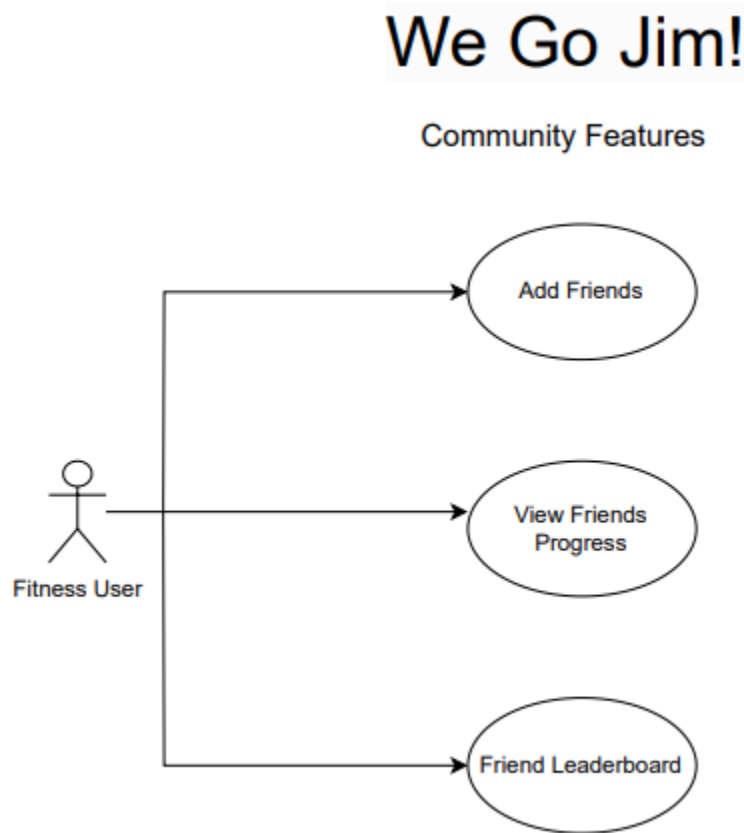 We Go Jim!
Community Features
Add Friends
View Friends
Progress
Fitness User
Friend Leaderboard